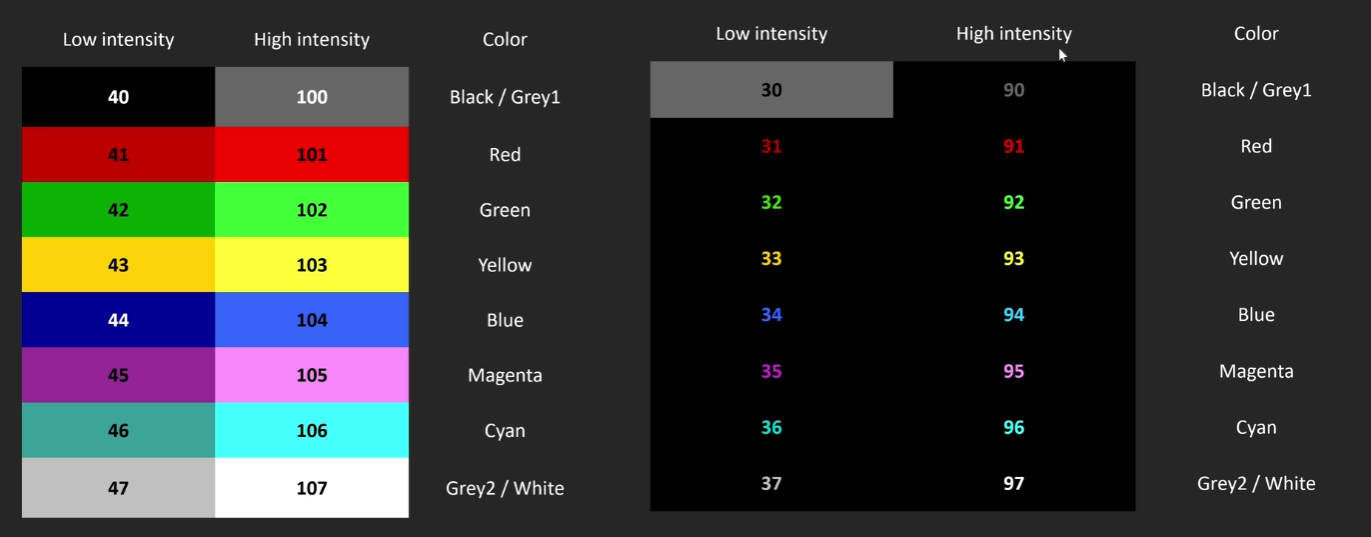 Low intensity High intensity Color
40 100 Black / Grey1
41 101 Red
42 102 Green
43 103 Yellow
44 104 Blue
45 105 Magenta
46 106 Cyan
47 107 Grey2 / White
Low intensity High intensity Color
30 90 Black / Grey1
31 91 Red
32 92 Green
33 93 Yellow
34 94 Blue
35 95 Magenta
36 96 Cyan
37 97 Grey2 / White